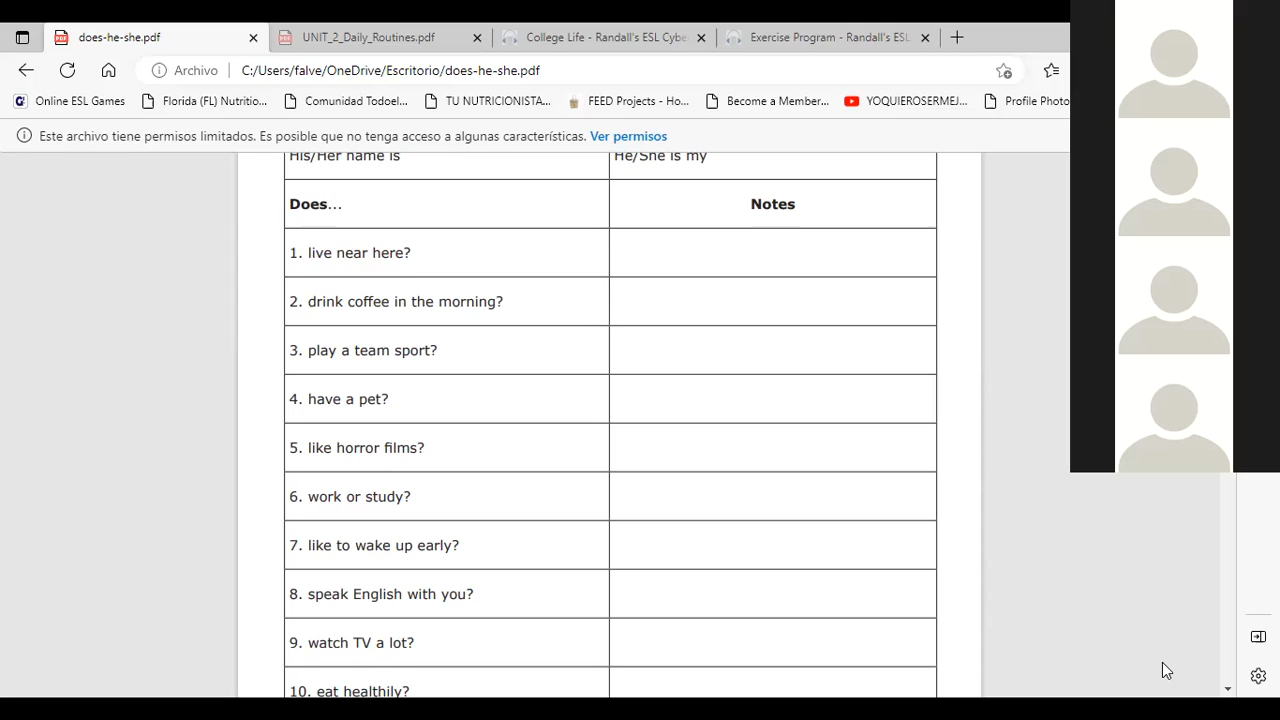 does-he-she.pdf
UNIT_2_Daily_Routines.pdf
College Life - Randall's ESL Cybe
Exercise Program - Randall's ESL
Archivo
C:/Users/falve/OneDrive/Escritorio/does-he-she.pdf
Online ESL Games
Florida (FL) Nutritio...
Comunidad Todoel...
TU NUTRICIONISTA...
FEED Projects - Ho...
Become a Member...
YOQUIEROSERMEJ...
Profile Photo
Este archivo tiene permisos limitados. Es posible que no tenga acceso a algunas características. Ver permisos
His/Her name is
He/She is my
Does...
Notes
1. live near here?
2. drink coffee in the morning?
3. play a team sport?
4. have a pet?
5. like horror films?
6. work or study?
7. like to wake up early?
8. speak English with you?
9. watch TV a lot?
10. eat healthily?